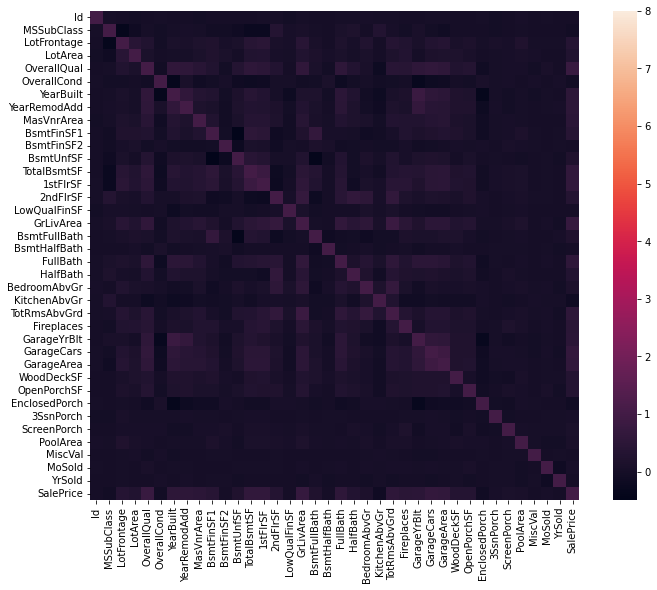 Id
MSSubClass
LotFrontage
LotArea
OverallQual
OverallCond
YearBuilt
YearRemodAdd
MasVnrArea
BsmtFinSF1
BsmtFinSF2
BsmtUnfSF
TotalBsmtSF
1stFlrSF
2ndFlrSF
LowQualFinSF
GrLivArea
BsmtFullBath
BsmtHalfBath
FullBath
HalfBath
BedroomAbvGr
KitchenAbvGr
TotRmsAbvGrd
Fireplaces
GarageYrBlt
GarageCars
GarageArea
WoodDeckSF
OpenPorchSF
EnclosedPorch
3SsnPorch
ScreenPorch
PoolArea
MiscVal
MoSold
YrSold
SalePrice
Id
MSSubClass
LotFrontage
LotArea
OverallQual
OverallCond
YearBuilt
YearRemodAdd
MasVnrArea
BsmtFinSF1
BsmtFinSF2
BsmtUnfSF
TotalBsmtSF
1stFlrSF
2ndFlrSF
LowQualFinSF
GrLivArea
BsmtFullBath
BsmtHalfBath
FullBath
HalfBath
BedroomAbvGr
KitchenAbvGr
TotRmsAbvGrd
Fireplaces
GarageYrBlt
GarageCars
GarageArea
WoodDeckSF
OpenPorchSF
EnclosedPorch
3SsnPorch
ScreenPorch
PoolArea
MiscVal
MoSold
YrSold
SalePrice
8
7
6
5
4
3
2
1
0